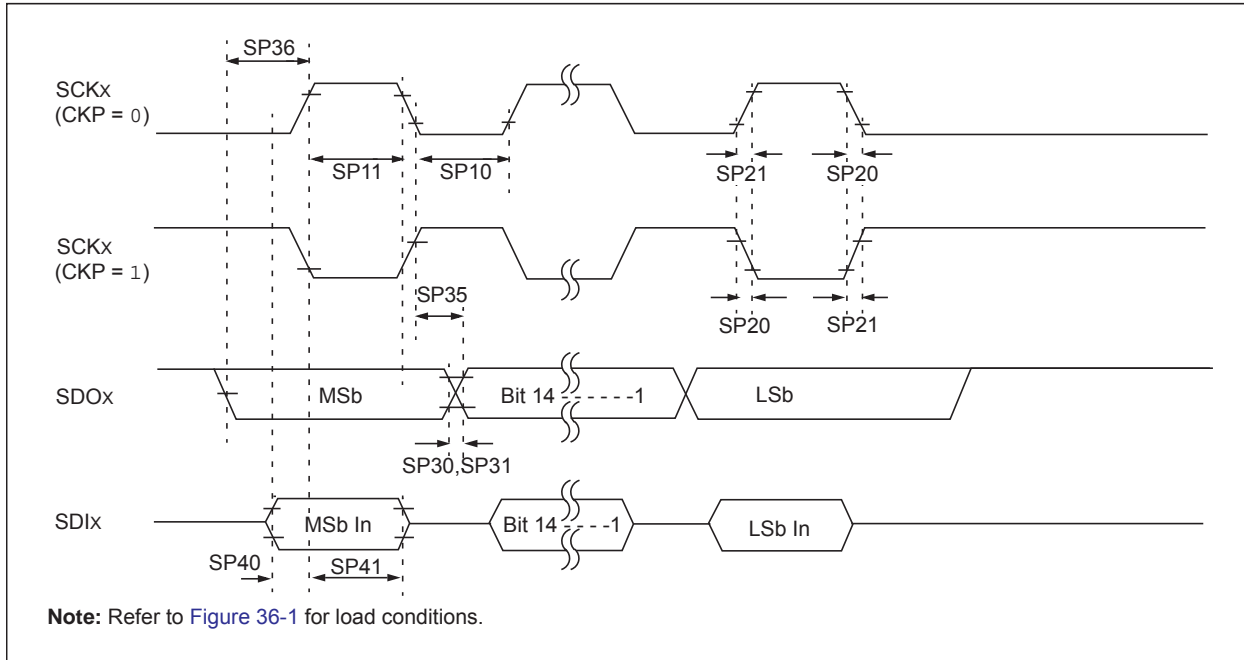 SP36
SCKX
(CKP = 0)
SP11
SP10
SP21
SP20
SCKX
(CKP = 1)
SP35
SP20
SP21
SDOx
MSb
Bit 14 - - - - - -1
LSb
SP30,SP31
SDIx
MSb In
Bit 14 - - - -1
LSb In
SP40
SP41
Note: Refer to Figure 36-1 for load conditions.